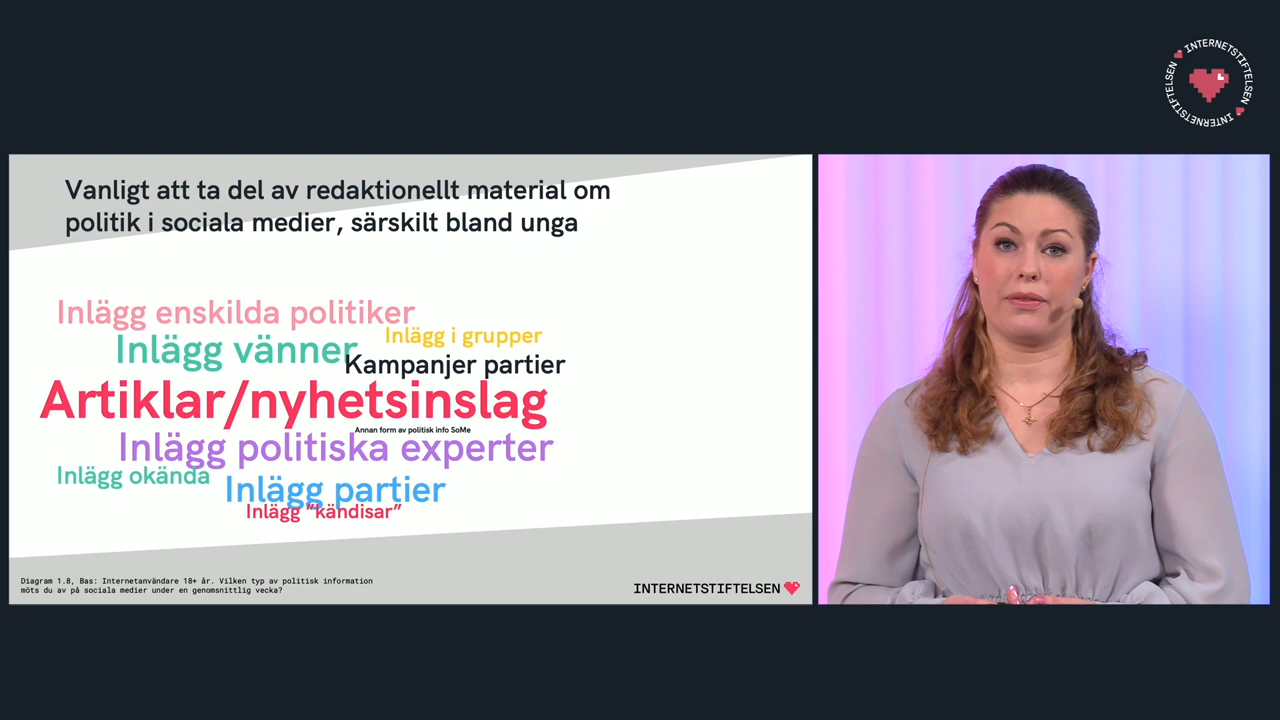 INTERNETSTIFTELSEN
INTERNETSTIFTELSEN
Vanligt att ta del av redaktionellt material om
politik i sociala medier, särskilt bland unga
Inlägg enskilda politiker
Inlägg i grupper
Inlägg vänner
Kampanjer partier
Artiklar/nyhetsinslag
Annan form av politisk info SoMe
Inlägg politiska experter
Inlägg okända
Inlägg partier
Inlägg "kändisar"
Diagram 1.8, Bas: Internetanvändare 18+ år. Vilken typ av politisk information
möts du av på sociala medier under en genomsnittlig vecka?
INTERNETSTIFTELSEN